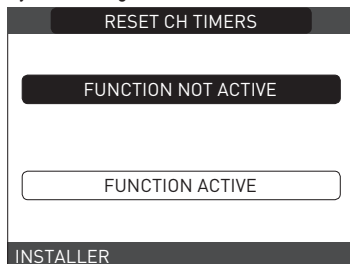 RESET CH TIMERS
FUNCTION NOT ACTIVE
FUNCTION ACTIVE
INSTALLER